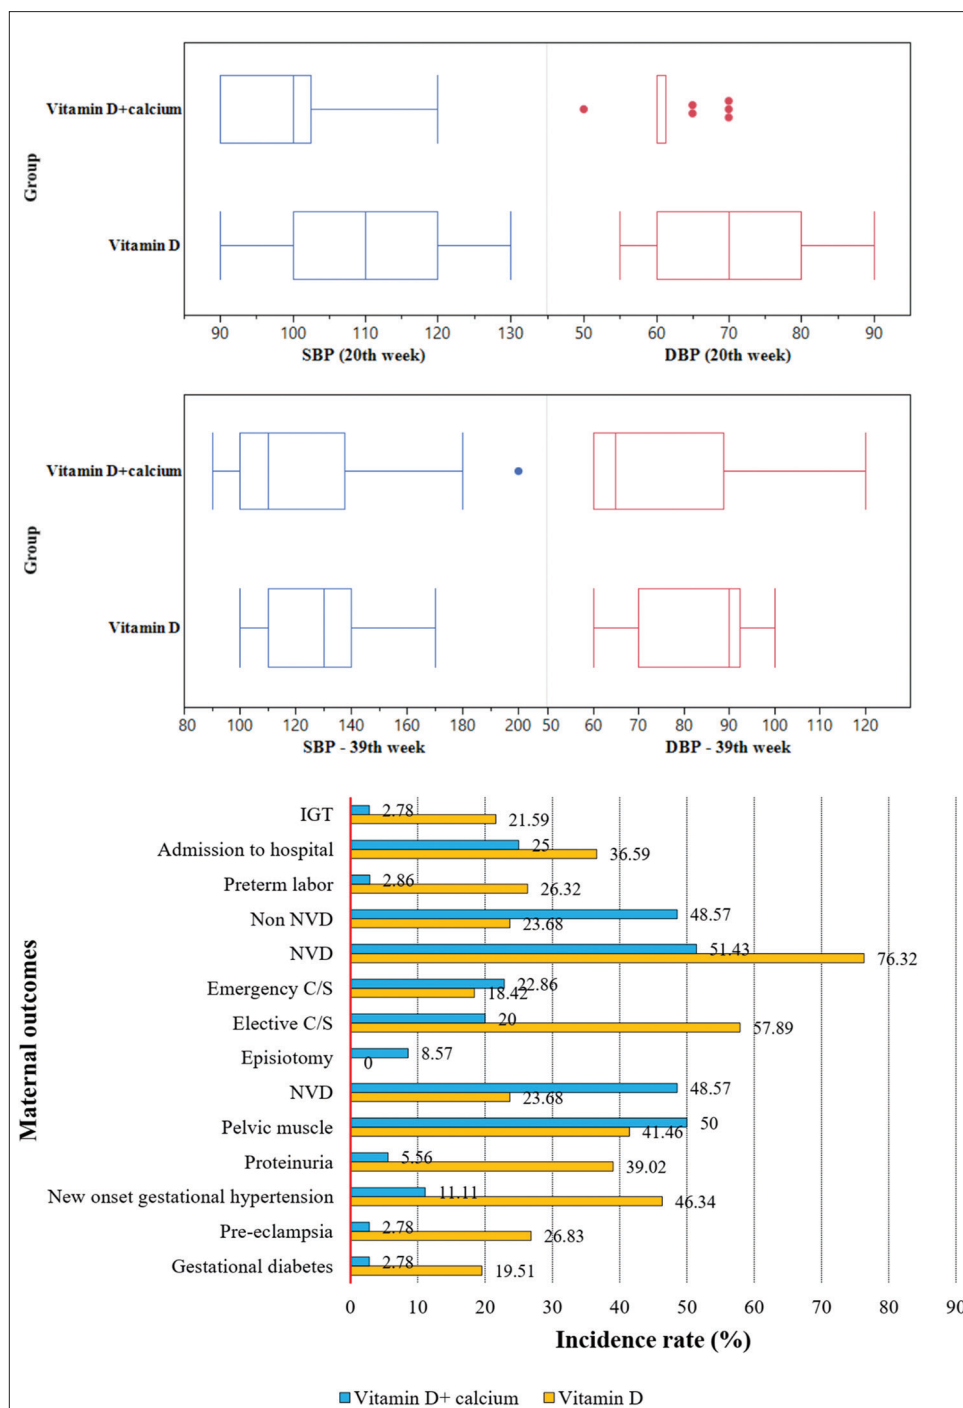 Vitamin D+calcium
Group
Vitamin D
90 100 110 120 130 50 60 70 80 90
SBP (20th week) DBP (20th week)
Vitamin D+calcium
Group
Vitamin D
80 100 120 140 160 180 200 50 60 70 80 90 100 110 120
SBP - 39th week DBP - 39th week
Maternal outcomes
IGT 2.78 21.59
Admission to hospital 25 36.59
Preterm labor 2.86 26.32
Non NVD 48.57 23.68
NVD 51.43 76.32
Emergency C/S 22.86 18.42
Elective C/S 20 57.89
Episiotomy 8.57 0
NVD 48.57 23.68
Pelvic muscle 50 41.46
Proteinuria 5.56 39.02
New onset gestational hypertension 11.11 46.34
Pre-eclampsia 2.78 26.83
Gestational diabetes 2.78 19.51
0 10 20 30 40 50 60 70 80 90
Incidence rate (%)
Vitamin D+ calcium Vitamin D